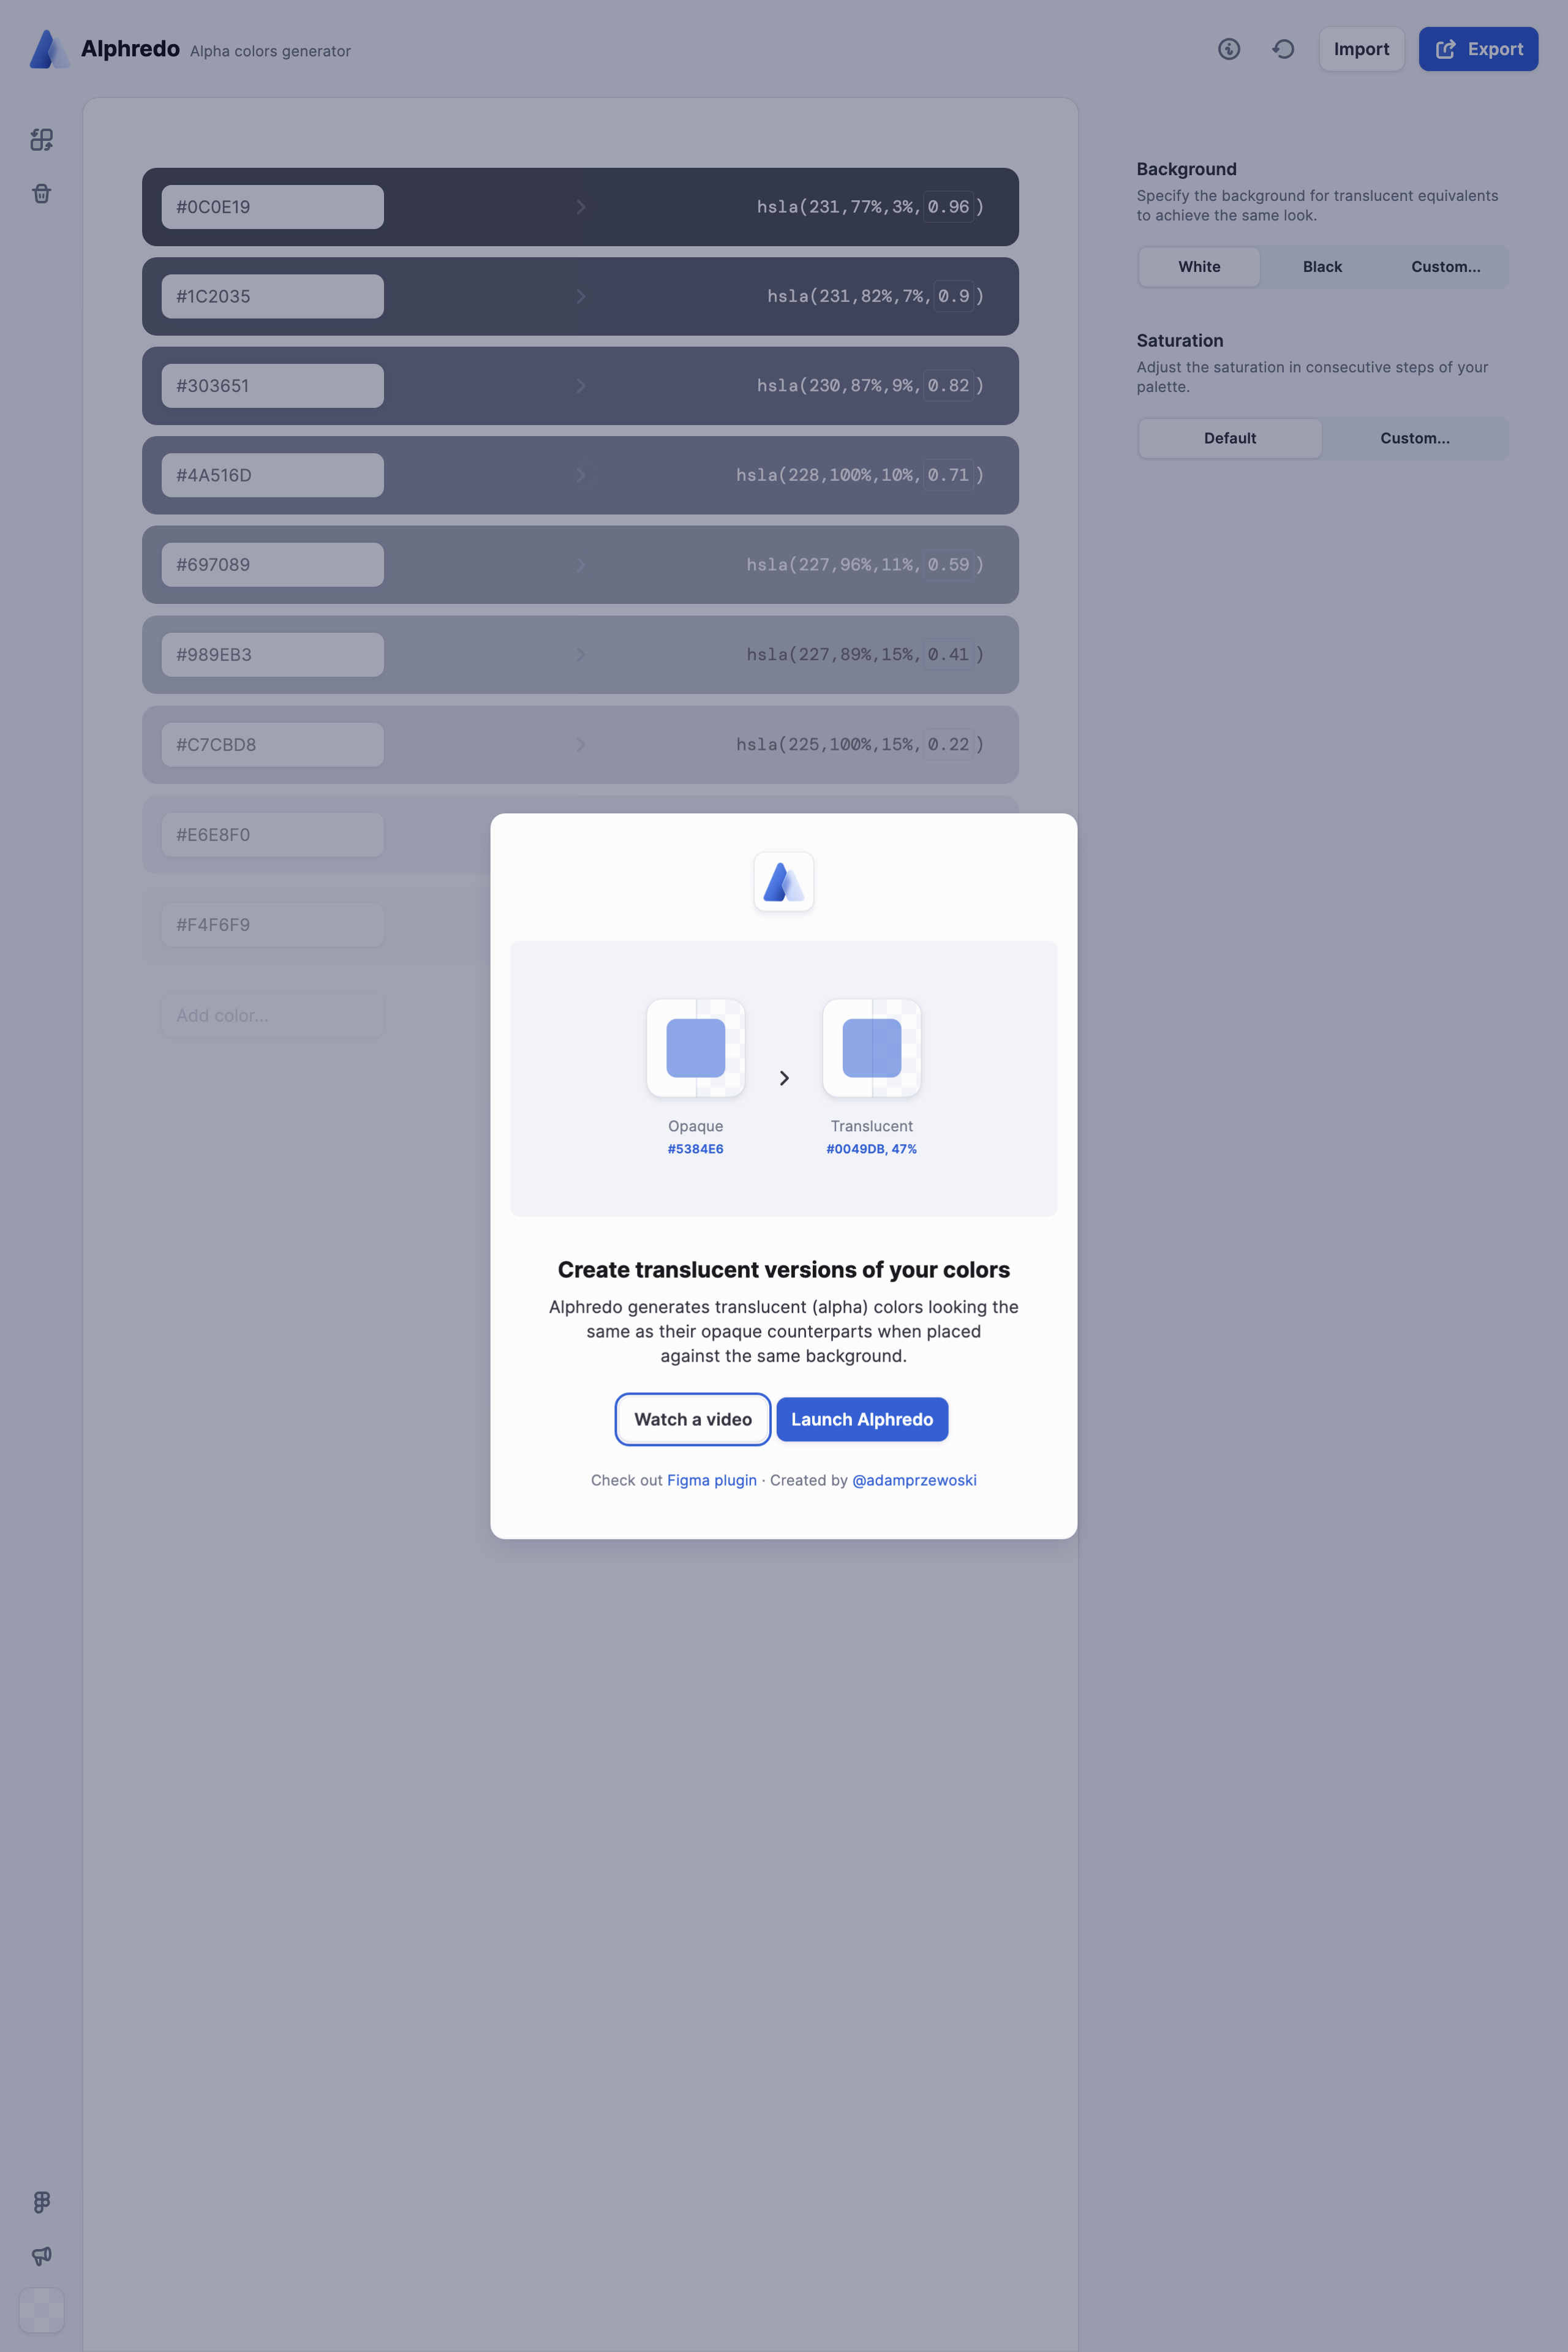 Alphredo Alpha colors generator
Import
Export
Background
Specify the background for translucent equivalents
to achieve the same look.
White
Black
Custom...
Saturation
Adjust the saturation in consecutive steps of your
palette.
Default
Custom...
#0C0E19
hsla(231,77%,3%,0.96)
#1C2035
hsla(231,82%,7%,0.9)
#303651
hsla(230,87%,9%,0.82)
#4A516D
hsla(228,100%,10%,0.71)
#697089
hsla(227,96%,11%,0.59)
#989EB3
hsla(227,89%,15%,0.41)
#C7CBD8
hsla(225,100%,15%,0.22)
#E6E8F0
#F4F6F9
Add color...
Opaque
#5384E6
Translucent
#0049DB, 47%
Create translucent versions of your colors
Alphredo generates translucent (alpha) colors looking the
same as their opaque counterparts when placed
against the same background.
Watch a video
Launch Alphredo
Check out Figma plugin · Created by @adamprzewoski